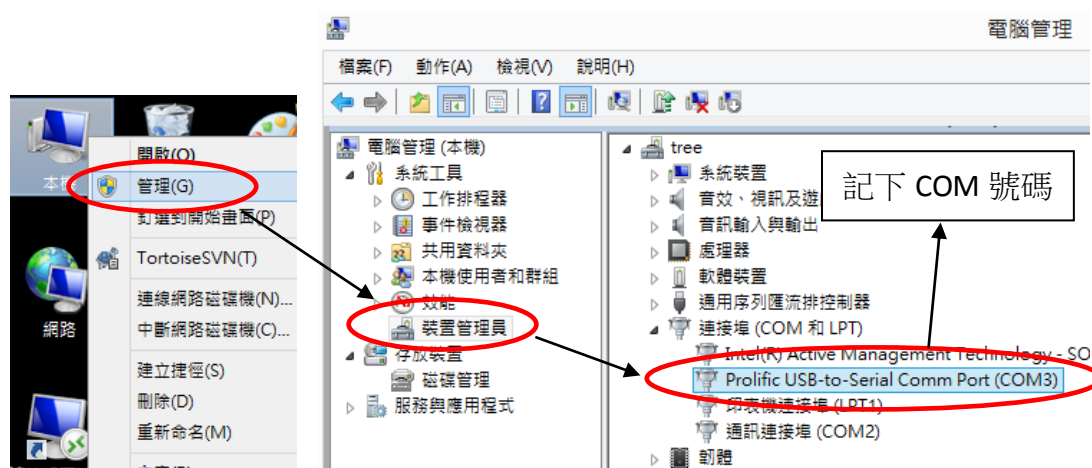 本機
網路
開啟(O)
管理(G)
釘選到開始畫面(P)
TortoiseSVN(T)
連線網路磁碟機(N)...
中斷網路磁碟機(C)...
建立捷徑(S)
刪除(D)
重新命名(M)
電腦管理
檔案(F) 動作(A) 檢視(V) 說明(H)
電腦管理 (本機)
系統工具
工作排程器
事件檢視器
共用資料夾
本機使用者和群組
效能
裝置管理員
存放裝置
磁碟管理
服務與應用程式
tree
系統裝置
音效、視訊及遊
音訊輸入與輸出
處理器
軟體裝置
通用序列匯流排控制器
連接埠 (COM 和 LPT)
Intel(R) Active Management Technology - SO
Prolific USB-to-Serial Comm Port (COM3)
印表機連接埠 (LPT1)
通訊連接埠 (COM2)
韌體
記下 COM 號碼